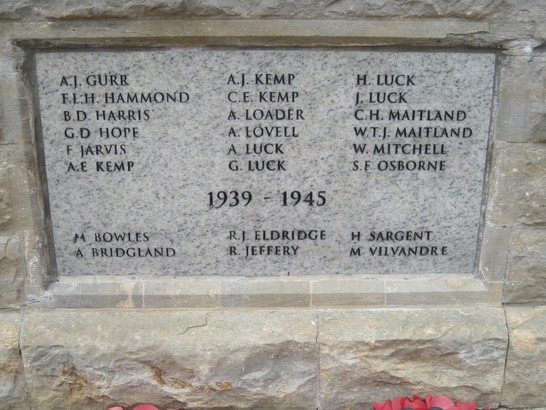 A.J. GURR A.J. KEMP H. LUCK
F.L.H. HAMMOND C.E. KEMP J. LUCK
B.D. HARRIS A. LOADER C.H. MAITLAND
G.D HOPE A. LOVELL W.T.J. MAITLAND
F. JARVIS A. LUCK W. MITCHELL
A.E. KEMP G. LUCK S.F. OSBORNE
1939 - 1945
M BOWLES R.J. ELDRIDGE H SARGENT
A BRIDGLAND R. JEFFERY M VILVANDRE